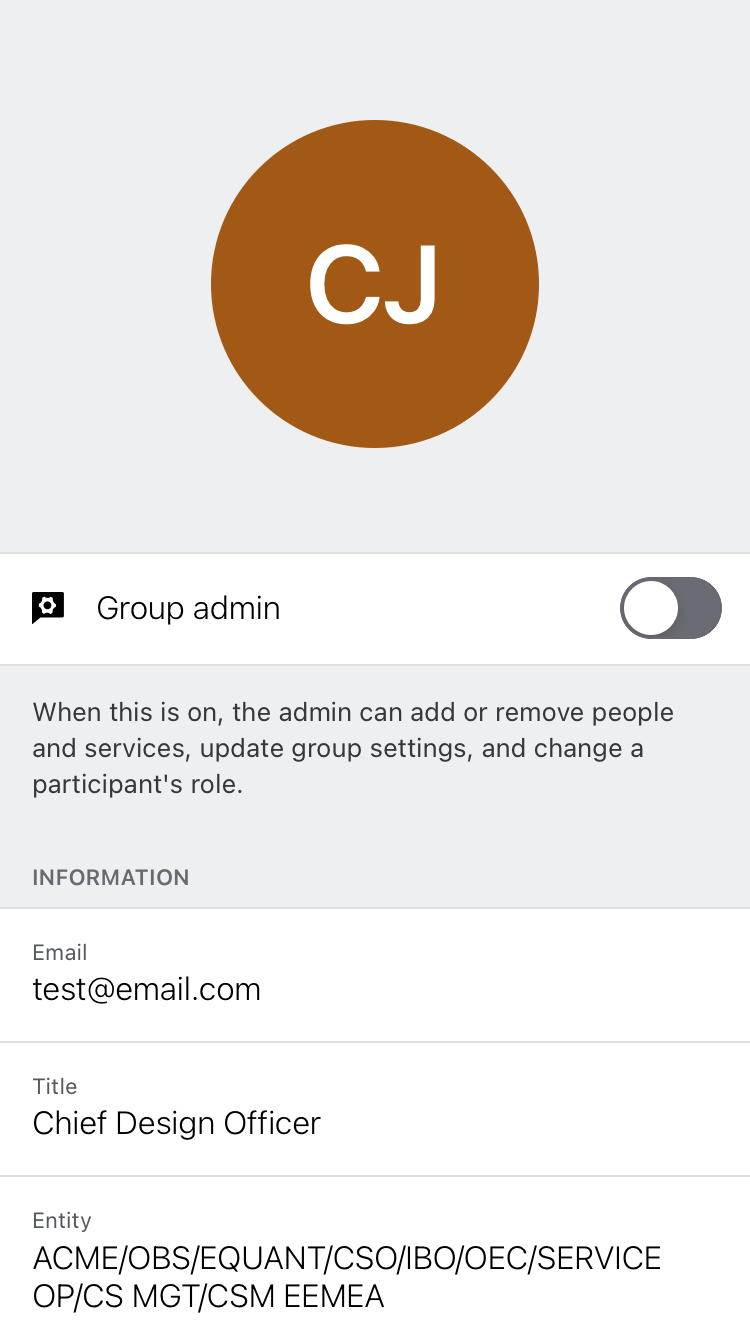 CJ
Group admin
When this is on, the admin can add or remove people
and services, update group settings, and change a
participant's role.
INFORMATION
Email
test@email.com
Title
Chief Design Officer
Entity
ACME/OBS/EQUANT/CSO/IBO/OEC/SERVICE
OP/CS MGT/CSM EEMEA